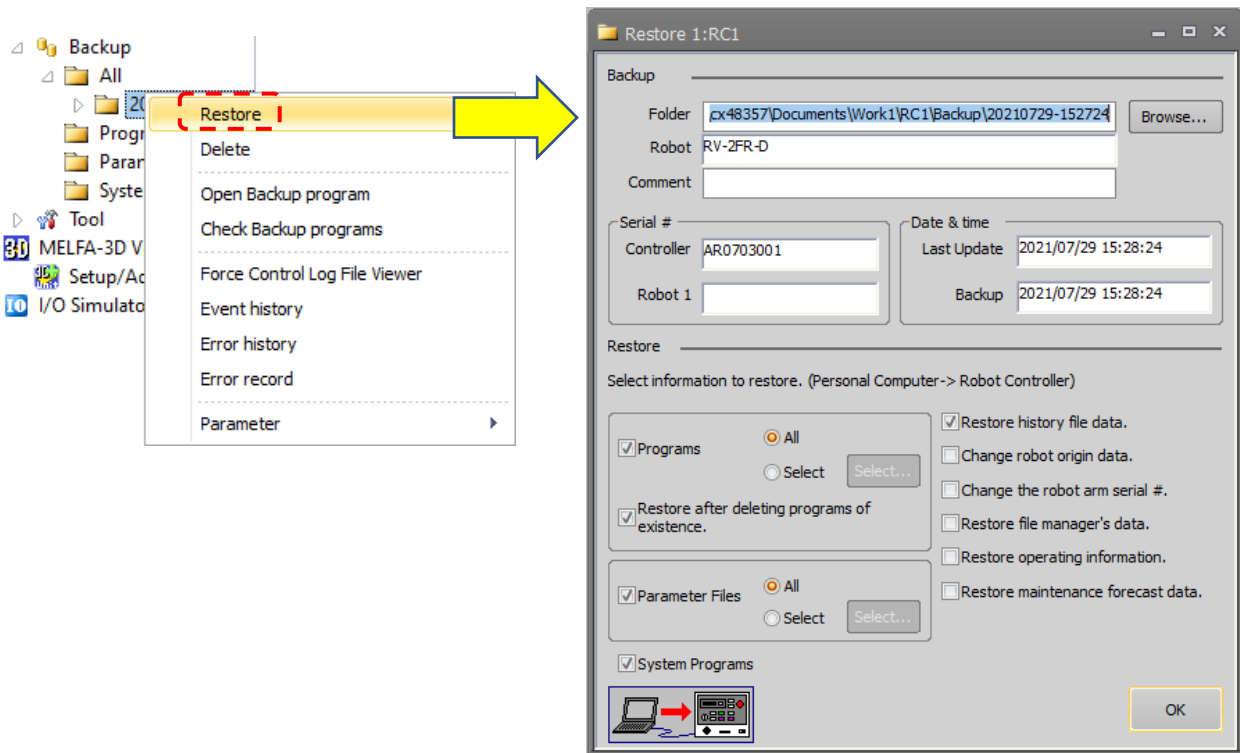 Backup
All
20
Progr
Paran
Syste
Tool
MELFA-3D V
Setup/Ad
I/O Simulato
Restore
Delete
Open Backup program
Check Backup programs
Force Control Log File Viewer
Event history
Error history
Error record
Parameter
Restore 1:RC1
Backup
Folder cx48357\Documents\Work1\RC1\Backup\20210729-152724 Browse...
Robot RV-2FR-D
Comment
Serial #
Controller AR0703001
Robot 1
Date & time
Last Update 2021/07/29 15:28:24
Backup 2021/07/29 15:28:24
Restore
Select information to restore. (Personal Computer-> Robot Controller)
Programs
All
Select Select...
Restore after deleting programs of
existence.
Parameter Files
All
Select Select...
System Programs
Restore history file data.
Change robot origin data.
Change the robot arm serial #.
Restore file manager's data.
Restore operating information.
Restore maintenance forecast data.
OK